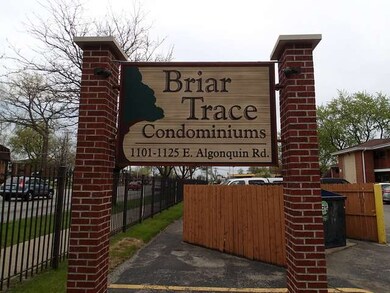 Briar
Trace
Condominiums
1101-1125 E. Algonquin Rd.